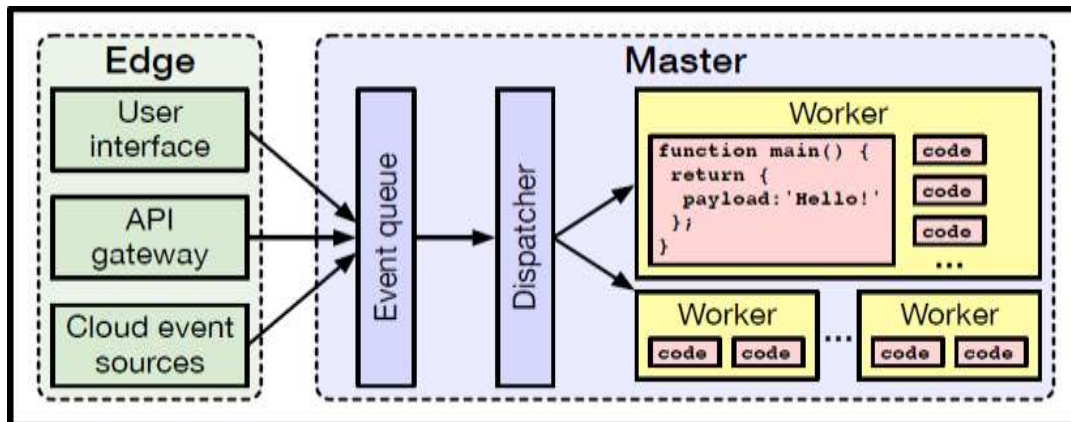 Edge
User
interface
API
gateway
Cloud event
sources
Master
Event queue
Dispatcher
Worker
function main() {
return {
payload:'Hello!'
};
}
code
code
code
...
Worker
code code
...
Worker
code code